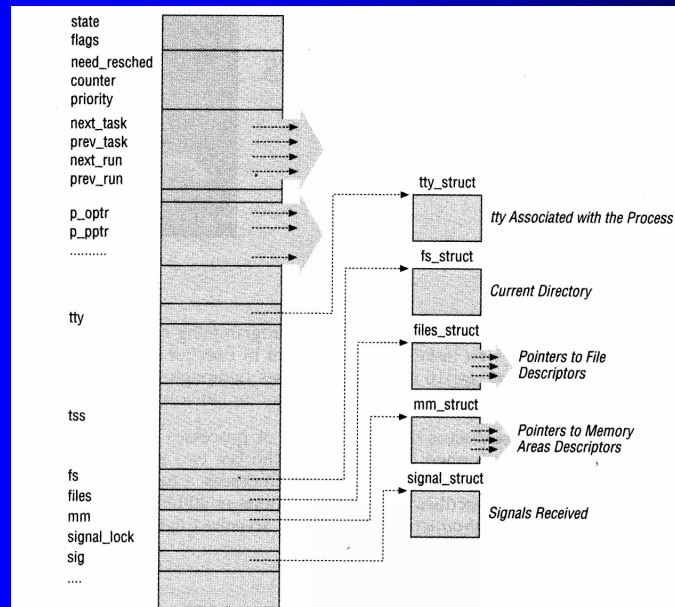 state
flags
need_resched
counter
priority
next_task
prev_task
next_run
prev_run
p_optr
p_pptr
..........
tty
tss
fs
files
mm
signal_lock
sig
....
tty_struct
tty Associated with the Process
fs_struct
Current Directory
files_struct
Pointers to File
Descriptors
mm_struct
Pointers to Memory
Areas Descriptors
signal_struct
Signals Received